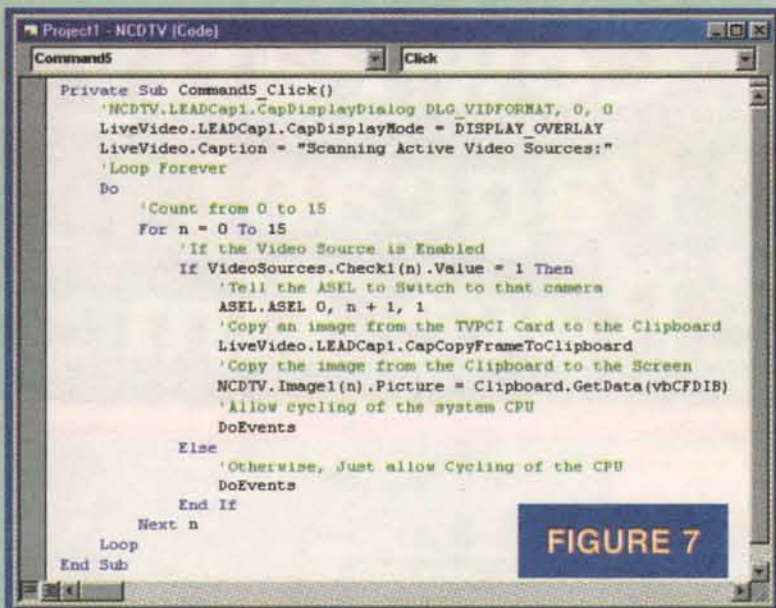 Project1 - NCDTV (Code)
Command5 Click
Private Sub Command5_Click()
'NCDTV.LEADCap1.CapDisplayDialog DLG_VIDFORMAT, 0, 0
LiveVideo.LEADCap1.CapDisplayMode = DISPLAY_OVERLAY
LiveVideo.Caption = "Scanning Active Video Sources:"
'Loop Forever
Do
'Count from 0 to 15
For n = 0 To 15
'If the Video Source is Enabled
If VideoSources.Check1(n).Value = 1 Then
'Tell the ASEL to Switch to that camera
ASEL.ASEL 0, n + 1, 1
'Copy an image from the TVPCI Card to the Clipboard
LiveVideo.LEADCap1.CapCopyFrameToClipboard
'Copy the image from the Clipboard to the Screen
NCDTV.Image1(n).Picture = Clipboard.GetData(vbCFDIB)
'Allow cycling of the system CPU
DoEvents
Else
'Otherwise, Just allow Cycling of the CPU
DoEvents
End If
Next n
Loop
End Sub
FIGURE 7